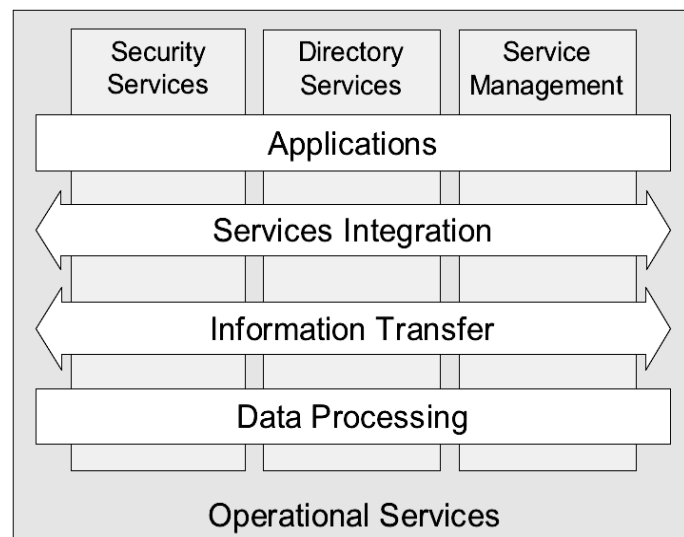 Security
Services
Directory
Services
Service
Management
Applications
Services Integration
Information Transfer
Data Processing
Operational Services